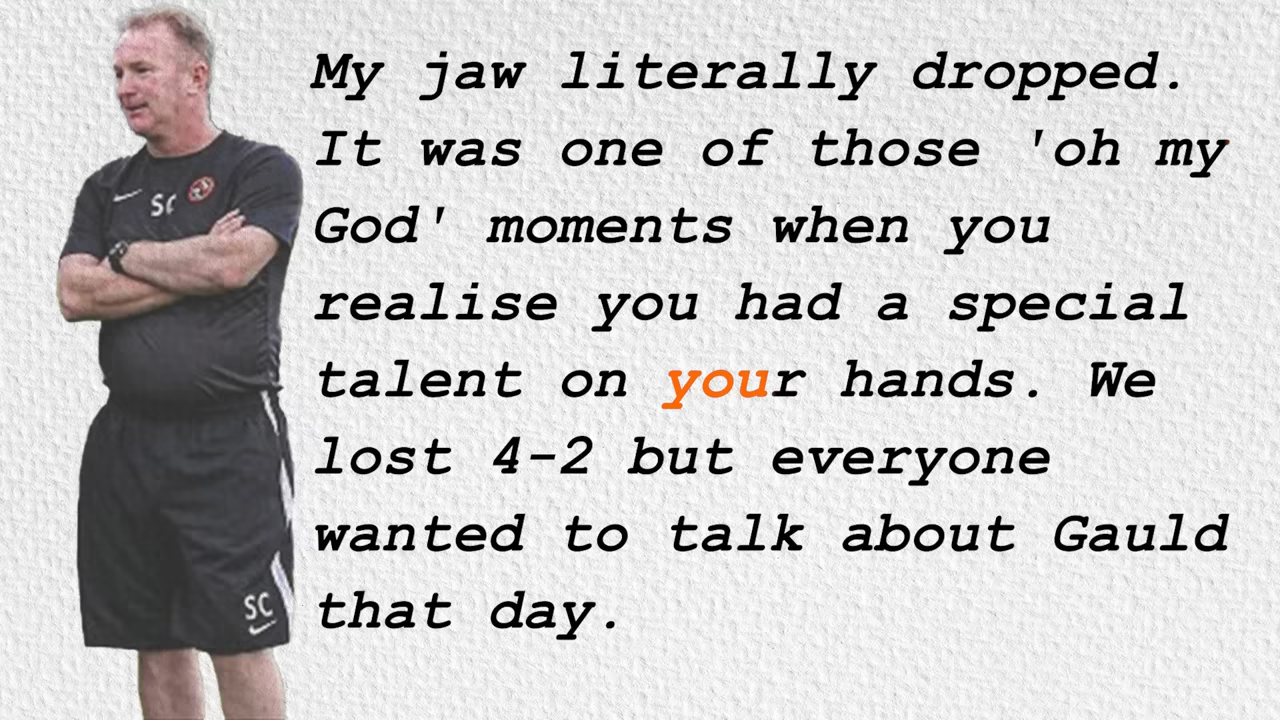 My jaw literally dropped.
It was one of those 'oh my
God' moments when you
realise you had a special
talent on your hands. We
lost 4-2 but everyone
wanted to talk about Gauld
that day.
SC
SC